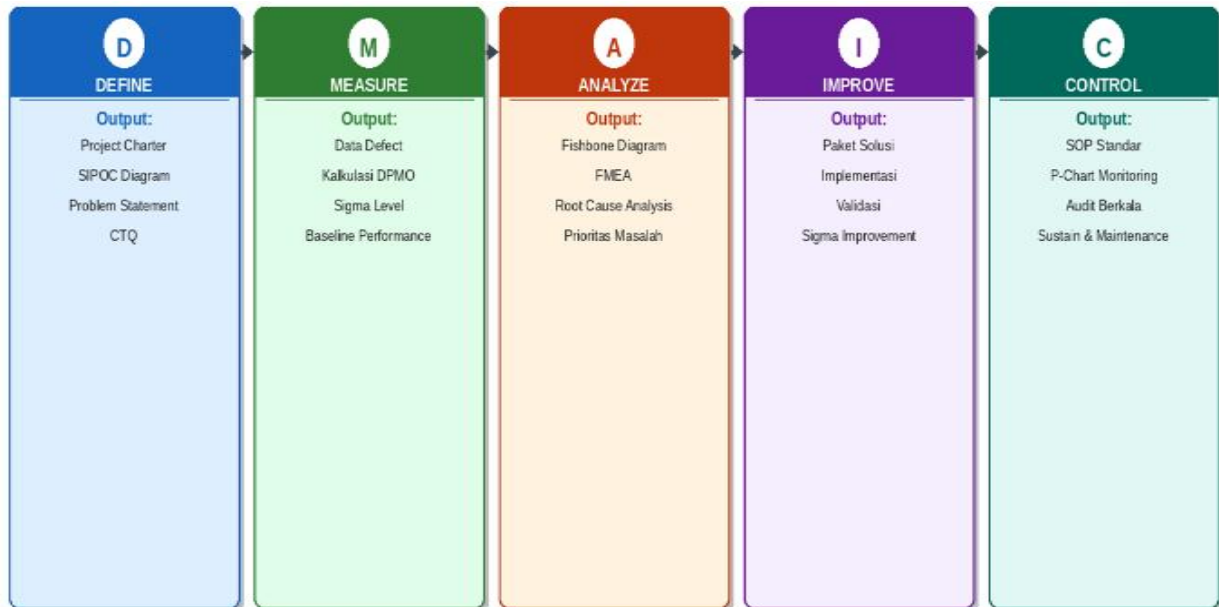 D
DEFINE
Output:
Project Charter
SIPOC Diagram
Problem Statement
CTQ
M
MEASURE
Output:
Data Defect
Kalkulasi DPMO
Sigma Level
Baseline Performance
A
ANALYZE
Output:
Fishbone Diagram
FMEA
Root Cause Analysis
Prioritas Masalah
I
IMPROVE
Output:
Paket Solusi
Implementasi
Validasi
Sigma Improvement
C
CONTROL
Output:
SOP Standar
P-Chart Monitoring
Audit Berkala
Sustain & Maintenance